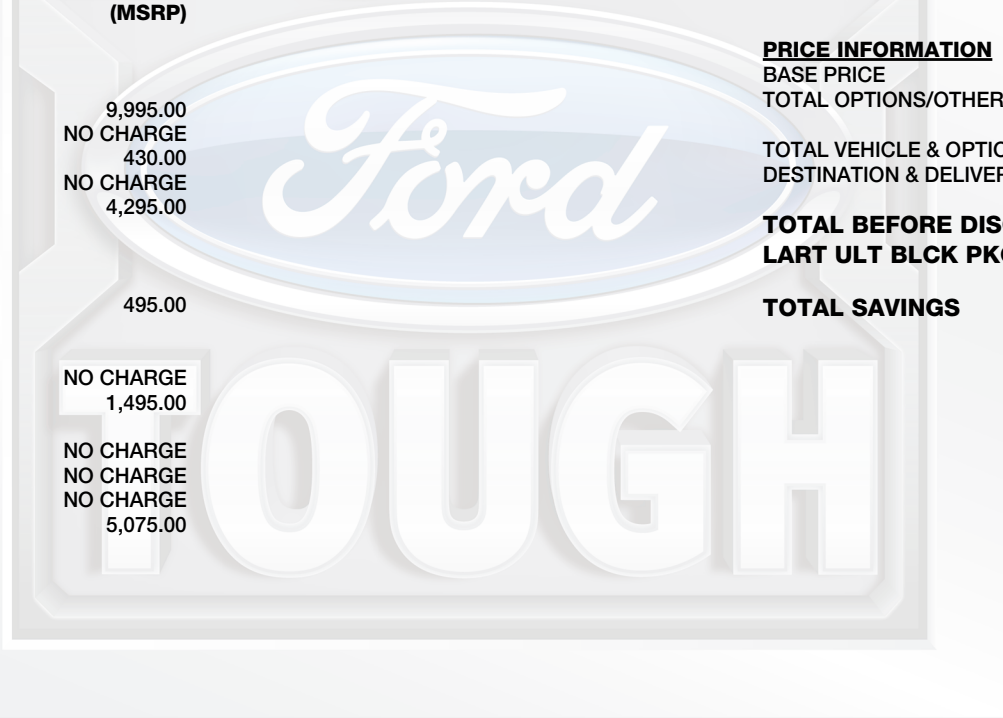 (MSRP)
9,995.00
NO CHARGE
430.00
NO CHARGE
4,295.00
495.00
NO CHARGE
1,495.00
NO CHARGE
NO CHARGE
NO CHARGE
5,075.00
PRICE INFORMATION
BASE PRICE
TOTAL OPTIONS/OTHER
TOTAL VEHICLE & OPTIO
DESTINATION & DELIVER
TOTAL BEFORE DIS
LART ULT BLCK PK
TOTAL SAVINGS
Ford
TOUGH